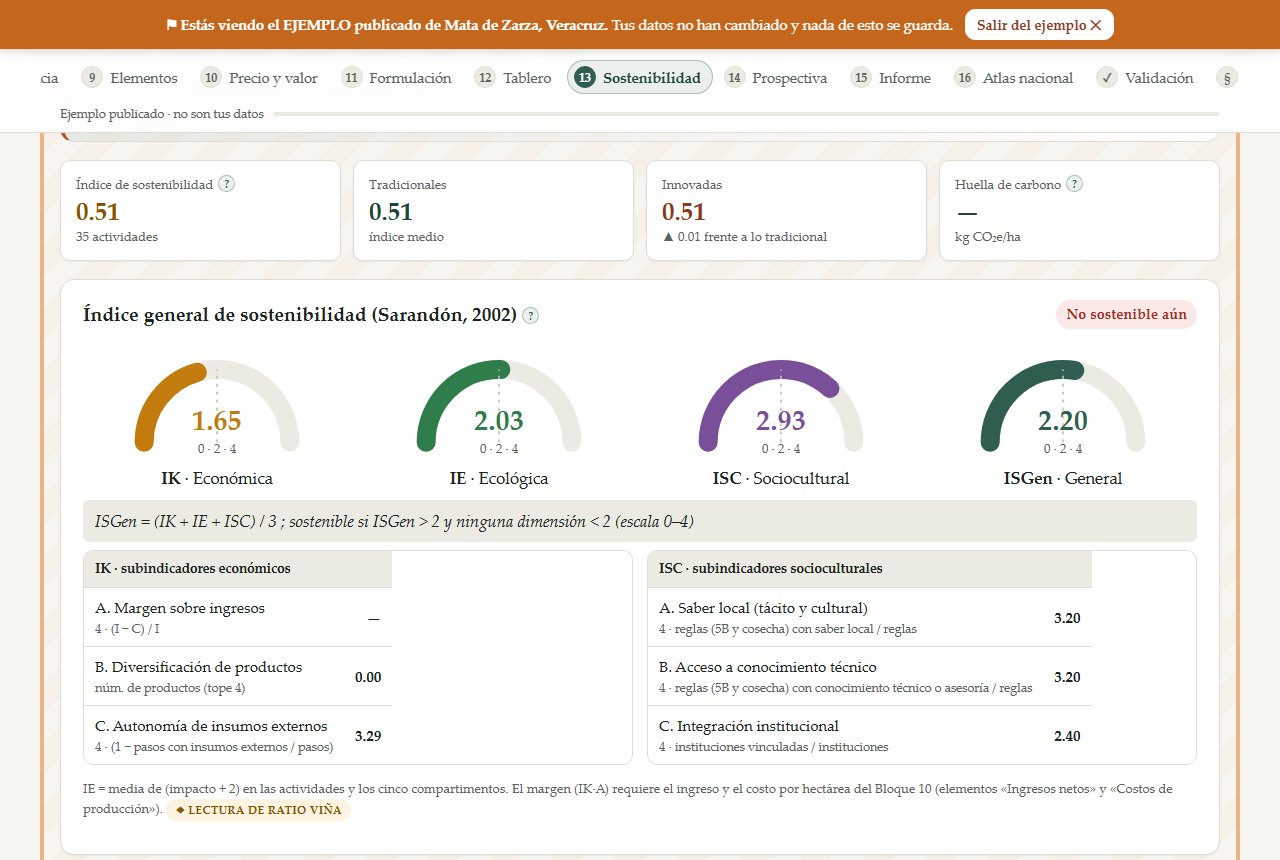 ⚑ Estás viendo el EJEMPLO publicado de Mata de Zarza, Veracruz. Tus datos no han cambiado y nada de esto se guarda. Salir del ejemplo ✕
cia 9 Elementos 10 Precio y valor 11 Formulación 12 Tablero 13 Sostenibilidad 14 Prospectiva 15 Informe 16 Atlas nacional ✓ Validación §
Ejemplo publicado · no son tus datos
Índice de sostenibilidad ?
0.51
35 actividades
Tradicionales
0.51
índice medio
Innovadas
0.51
▲ 0.01 frente a lo tradicional
Huella de carbono ?
—
kg CO₂e/ha
Índice general de sostenibilidad (Sarandón, 2002) ?
No sostenible aún
1.65
0 · 2 · 4
IK · Económica
2.03
0 · 2 · 4
IE · Ecológica
2.93
0 · 2 · 4
ISC · Sociocultural
2.20
0 · 2 · 4
ISGen · General
ISGen = (IK + IE + ISC) / 3 ; sostenible si ISGen > 2 y ninguna dimensión < 2 (escala 0–4)
IK · subindicadores económicos
A. Margen sobre ingresos
4 · (I − C) / I
—
B. Diversificación de productos
núm. de productos (tope 4)
0.00
C. Autonomía de insumos externos
4 · (1 − pasos con insumos externos / pasos)
3.29
ISC · subindicadores socioculturales
A. Saber local (tácito y cultural)
4 · reglas (5B y cosecha) con saber local / reglas
3.20
B. Acceso a conocimiento técnico
4 · reglas (5B y cosecha) con conocimiento técnico o asesoría / reglas
3.20
C. Integración institucional
4 · instituciones vinculadas / instituciones
2.40
IE = media de (impacto + 2) en las actividades y los cinco compartimentos. El margen (IK-A) requiere el ingreso y el costo por hectárea del Bloque 10 (elementos «Ingresos netos» y «Costos de
producción»). ◆ LECTURA DE RATIO VIÑA